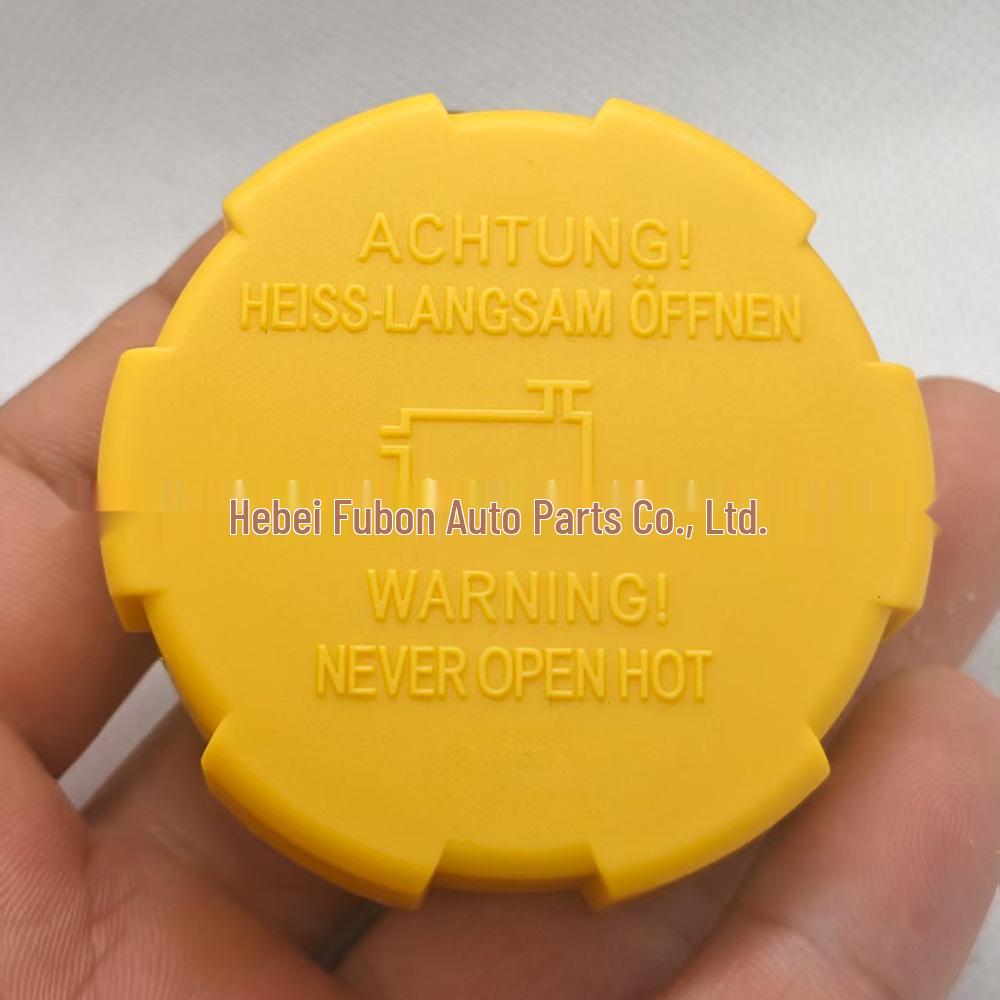 ACHTUNG!
HEISS-LANGSAM ÖFFNEN
Hebei Fubon Auto Parts Co., Ltd.
WARNING!
NEVER OPEN HOT